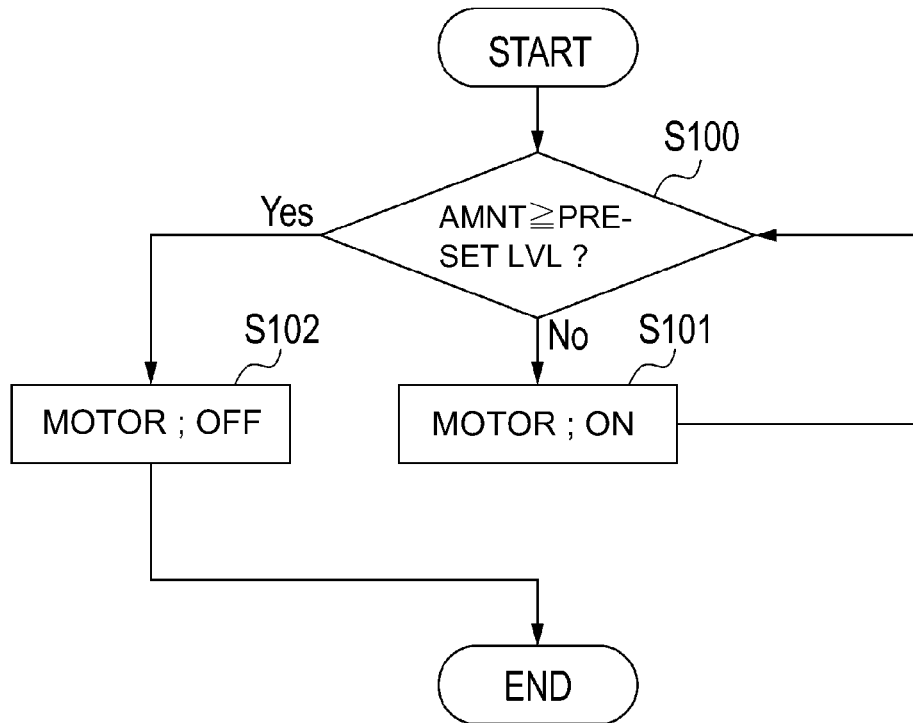 START
S100
AMNT≧PRE-
SET LVL ?
Yes
No
S102
S101
MOTOR ; OFF
MOTOR ; ON
END